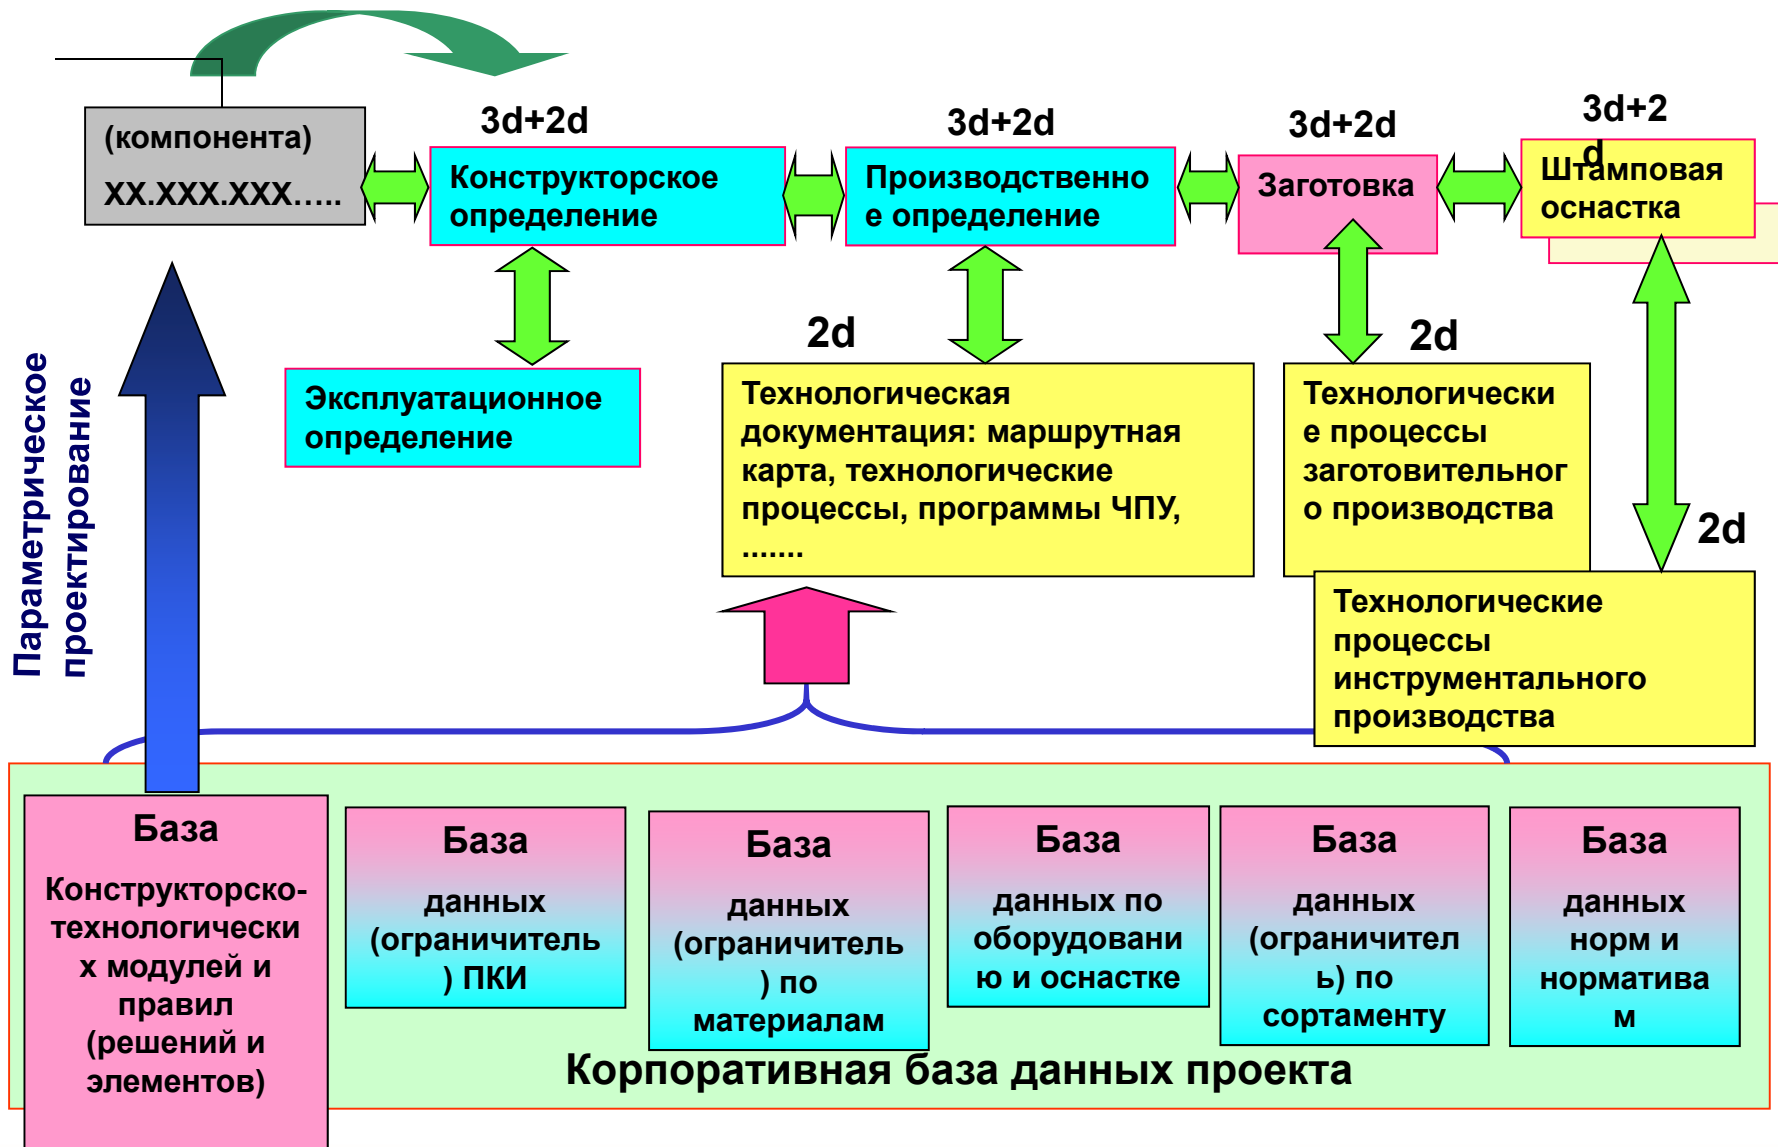 3d+2d
3d+2d
3d+2d
3d+2
d
(компонента)
ХХ.ХХХ.ХХХ…..
Конструкторское
определение
Производственно
е определение
Заготовка
Штамповая
оснастка
Параметрическое
проектирование
Эксплуатационное
определение
2d
Технологическая
документация: маршрутная
карта, технологические
процессы, программы ЧПУ,
.......
2d
Технологически
е процессы
заготовительног
о производства
2d
Технологические
процессы
инструментального
производства
База
Конструкторско-
технологически
х модулей и
правил
(решений и
элементов)
База
данных
(ограничитель
) ПКИ
База
данных
(ограничитель
) по
материалам
База
данных по
оборудовани
ю и оснастке
База
данных
(ограничител
ь) по
сортаменту
База
данных
норм и
норматива
м
Корпоративная база данных проекта